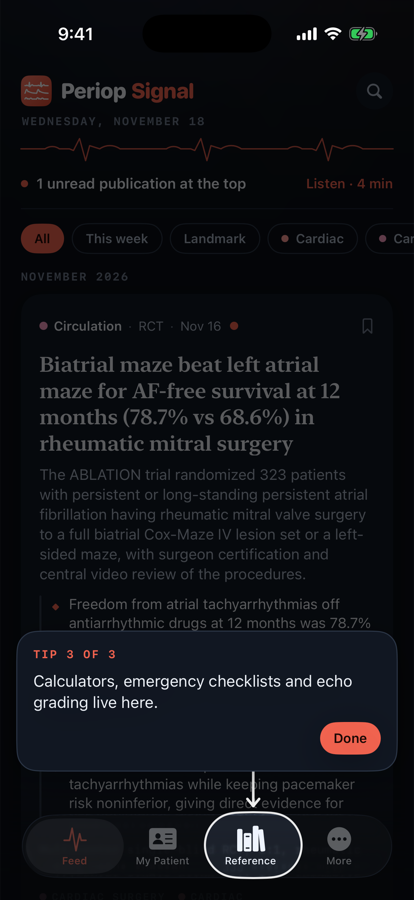 9:41
Periop Signal
WEDNESDAY, NOVEMBER 18
1 unread publication at the top
Listen · 4 min
All
This week
Landmark
Cardiac
Car
NOVEMBER 2026
Circulation · RCT · Nov 16
Biatrial maze beat left atrial
maze for AF-free survival at 12
months (78.7% vs 68.6%) in
rheumatic mitral surgery
The ABLATION trial randomized 323 patients
with persistent or long-standing persistent atrial
fibrillation having rheumatic mitral valve surgery
to a full biatrial Cox-Maze IV lesion set or a left-
sided maze, with surgeon certification and
central video review of the procedures.
Freedom from atrial tachyarrhythmias off
antiarrhythmic drugs at 12 months was 78.7%
TIP 3 OF 3
Calculators, emergency checklists and echo
grading live here.
Done
tachyarrhythmias while keeping pacemaker
risk noninferior, giving direct evidence for
Feed
My Patient
Reference
More